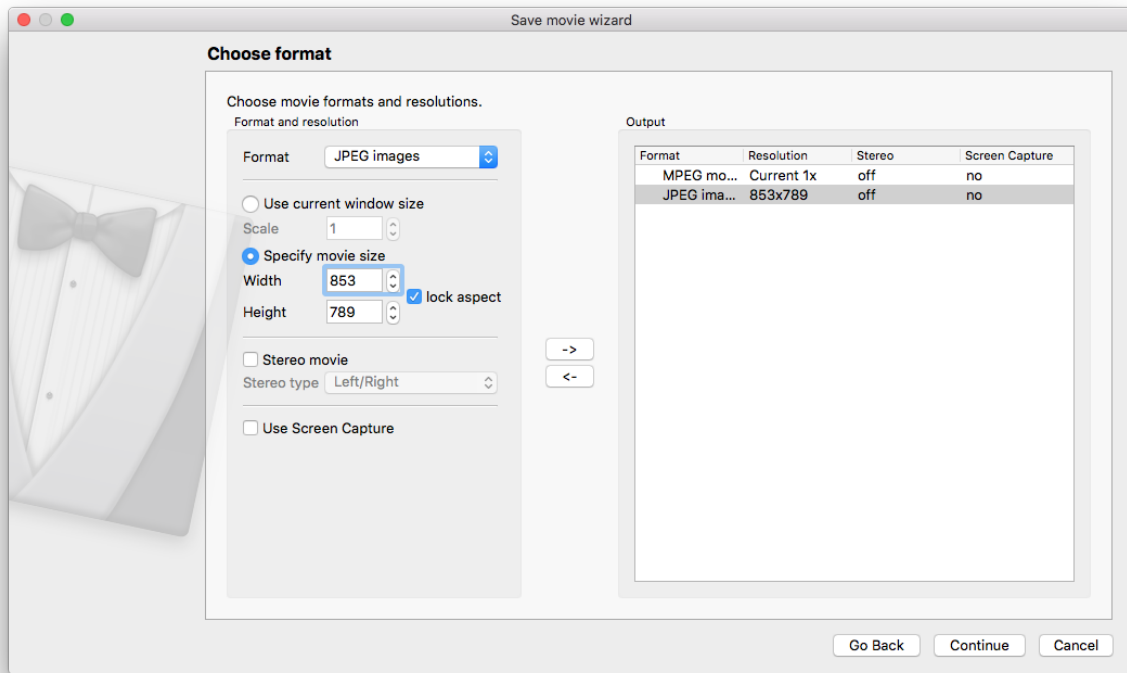 Save movie wizard
Choose format
Choose movie formats and resolutions.
Format and resolution
Format JPEG images
Use current window size
Scale 1
Specify movie size
Width 853
lock aspect
Height 789
Stereo movie
Stereo type Left/Right
Use Screen Capture
->
<-
Output
Format Resolution Stereo Screen Capture
MPEG mo... Current 1x off no
JPEG ima... 853x789 off no
Go Back Continue Cancel